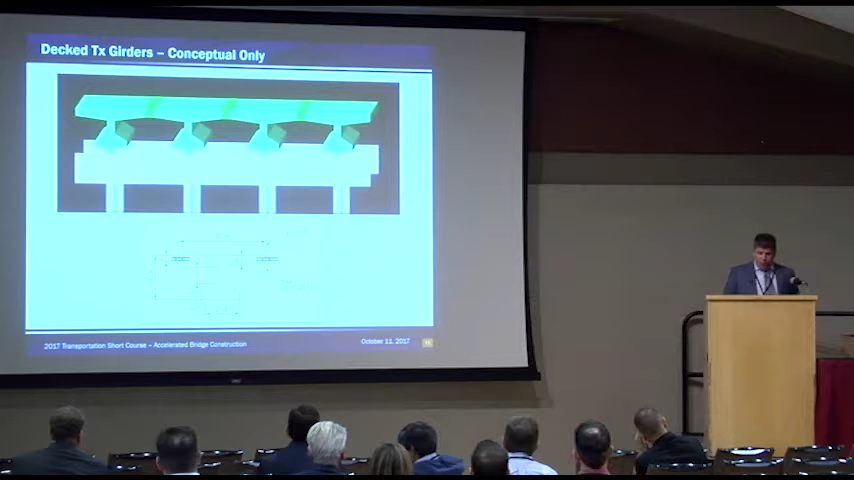 Decked Tx Girders – Conceptual Only
2017 Transportation Short Course – Accelerated Bridge Construction
October 11, 2017